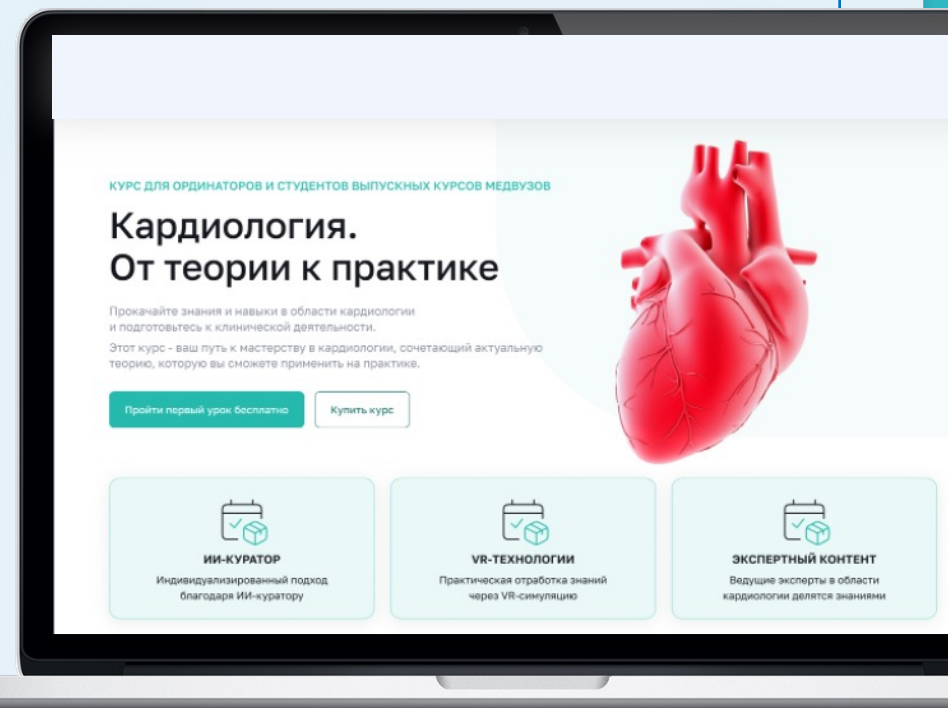 КУРС ДЛЯ ОРДИНАТОРОВ И СТУДЕНТОВ ВЫПУСКНЫХ КУРСОВ МЕДВУЗОВ
Кардиология.
От теории к практике
Прокачайте знания и навыки в области кардиологии
и подготовьтесь к клинической деятельности.
Этот курс - ваш путь к мастерству в кардиологии, сочетающий актуальную
теорию, которую вы сможете применить на практике.
Пройти первый урок бесплатно
Купить курс
ИИ-КУРАТОР
Индивидуализированный подход
благодаря ИИ-куратору
VR-ТЕХНОЛОГИИ
Практическая отработка знаний
через VR-симуляцию
ЭКСПЕРТНЫЙ КОНТЕНТ
Ведущие эксперты в области
кардиологии делятся знаниями